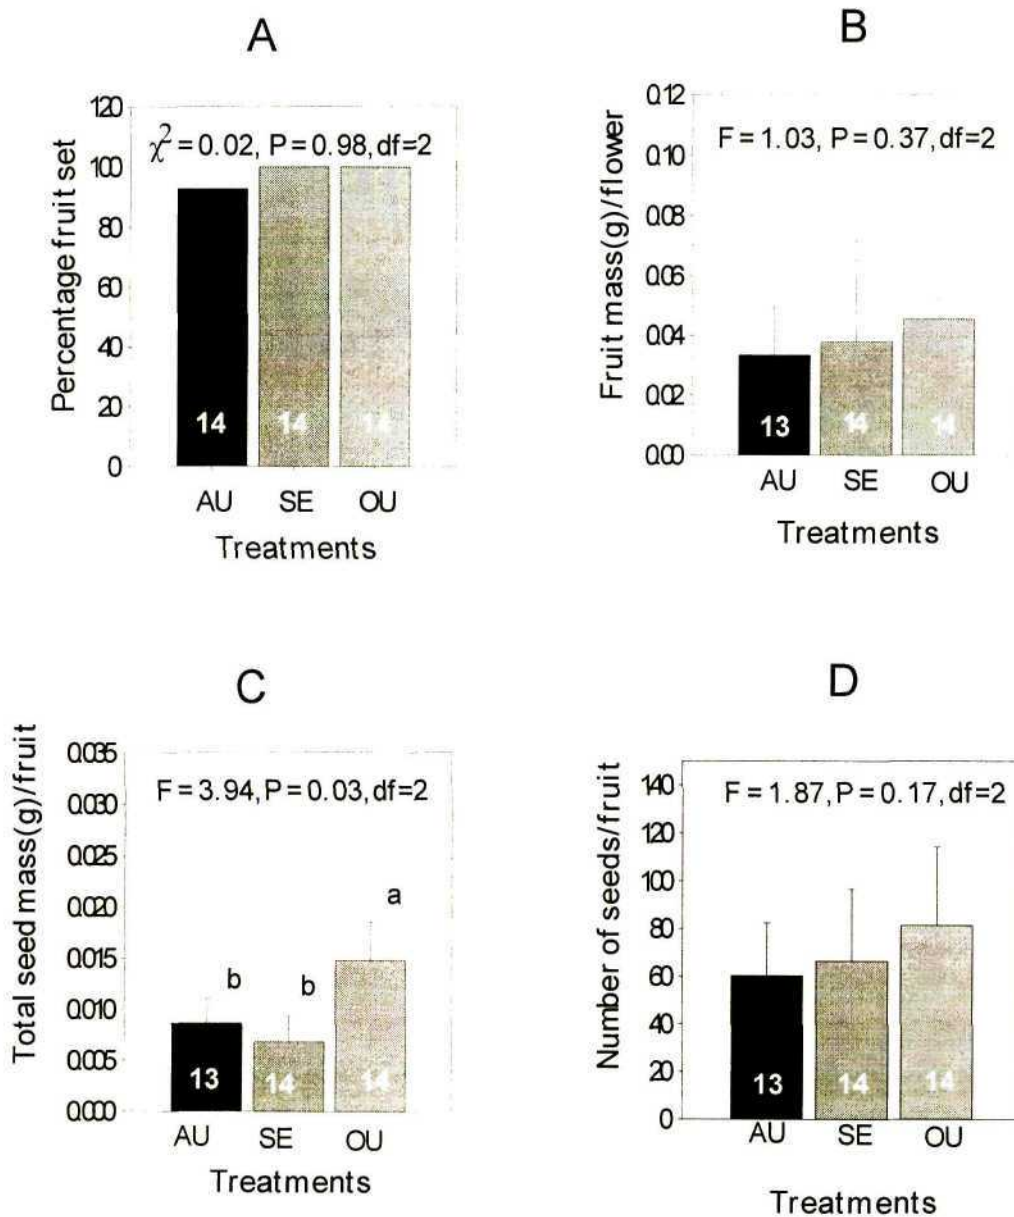 A
Percentage fruit set
120
100
80
60
40
20
0
χ²=0.02, P=0.98, df=2
14
14
14
AU SE OU
Treatments
B
Fruit mass(g)/flower
0.12
0.10
0.08
0.06
0.04
0.02
0.00
F = 1.03, P = 0.37, df=2
13
14
14
AU SE OU
Treatments
C
Total seed mass(g)/fruit
0.035
0.030
0.025
0.020
0.015
0.010
0.005
0.000
F = 3.94, P = 0.03, df=2
b
b
a
13
14
14
AU SE OU
Treatments
D
Number of seeds/fruit
140
120
100
80
60
40
20
0
F = 1.87, P = 0.17, df=2
13
14
14
AU SE OU
Treatments